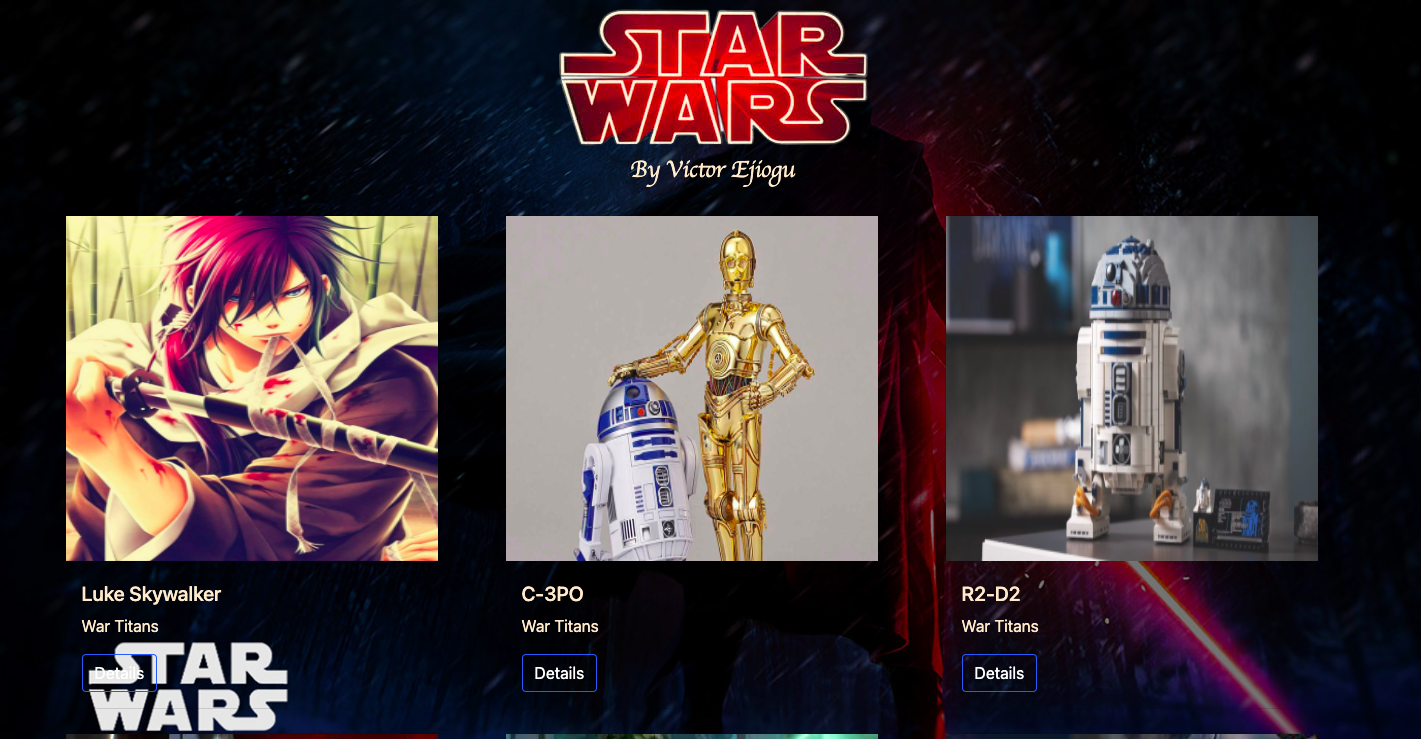 STAR
WARS
By Victor Ejiogu
Luke Skywalker
War Titans
Details
STAR
WARS
C-3PO
War Titans
Details
R2-D2
War Titans
Details